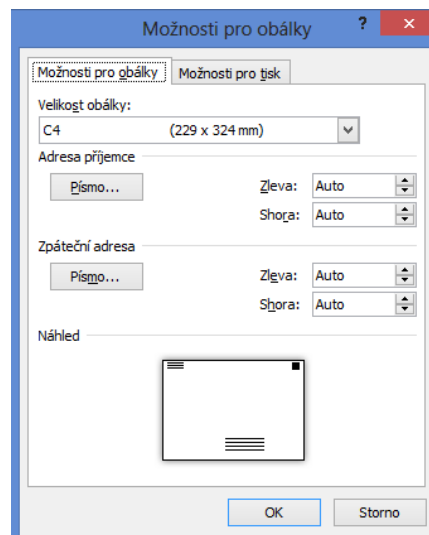 Možnosti pro obálky ? ×
Možnosti pro obálky Možnosti pro tisk
Velikost obálky:
C4 (229 x 324 mm)
Adresa příjemce
Písmo... Zleva: Auto
Shora: Auto
Zpáteční adresa
Písmo... Zleva: Auto
Shora: Auto
Náhled
OK Storno